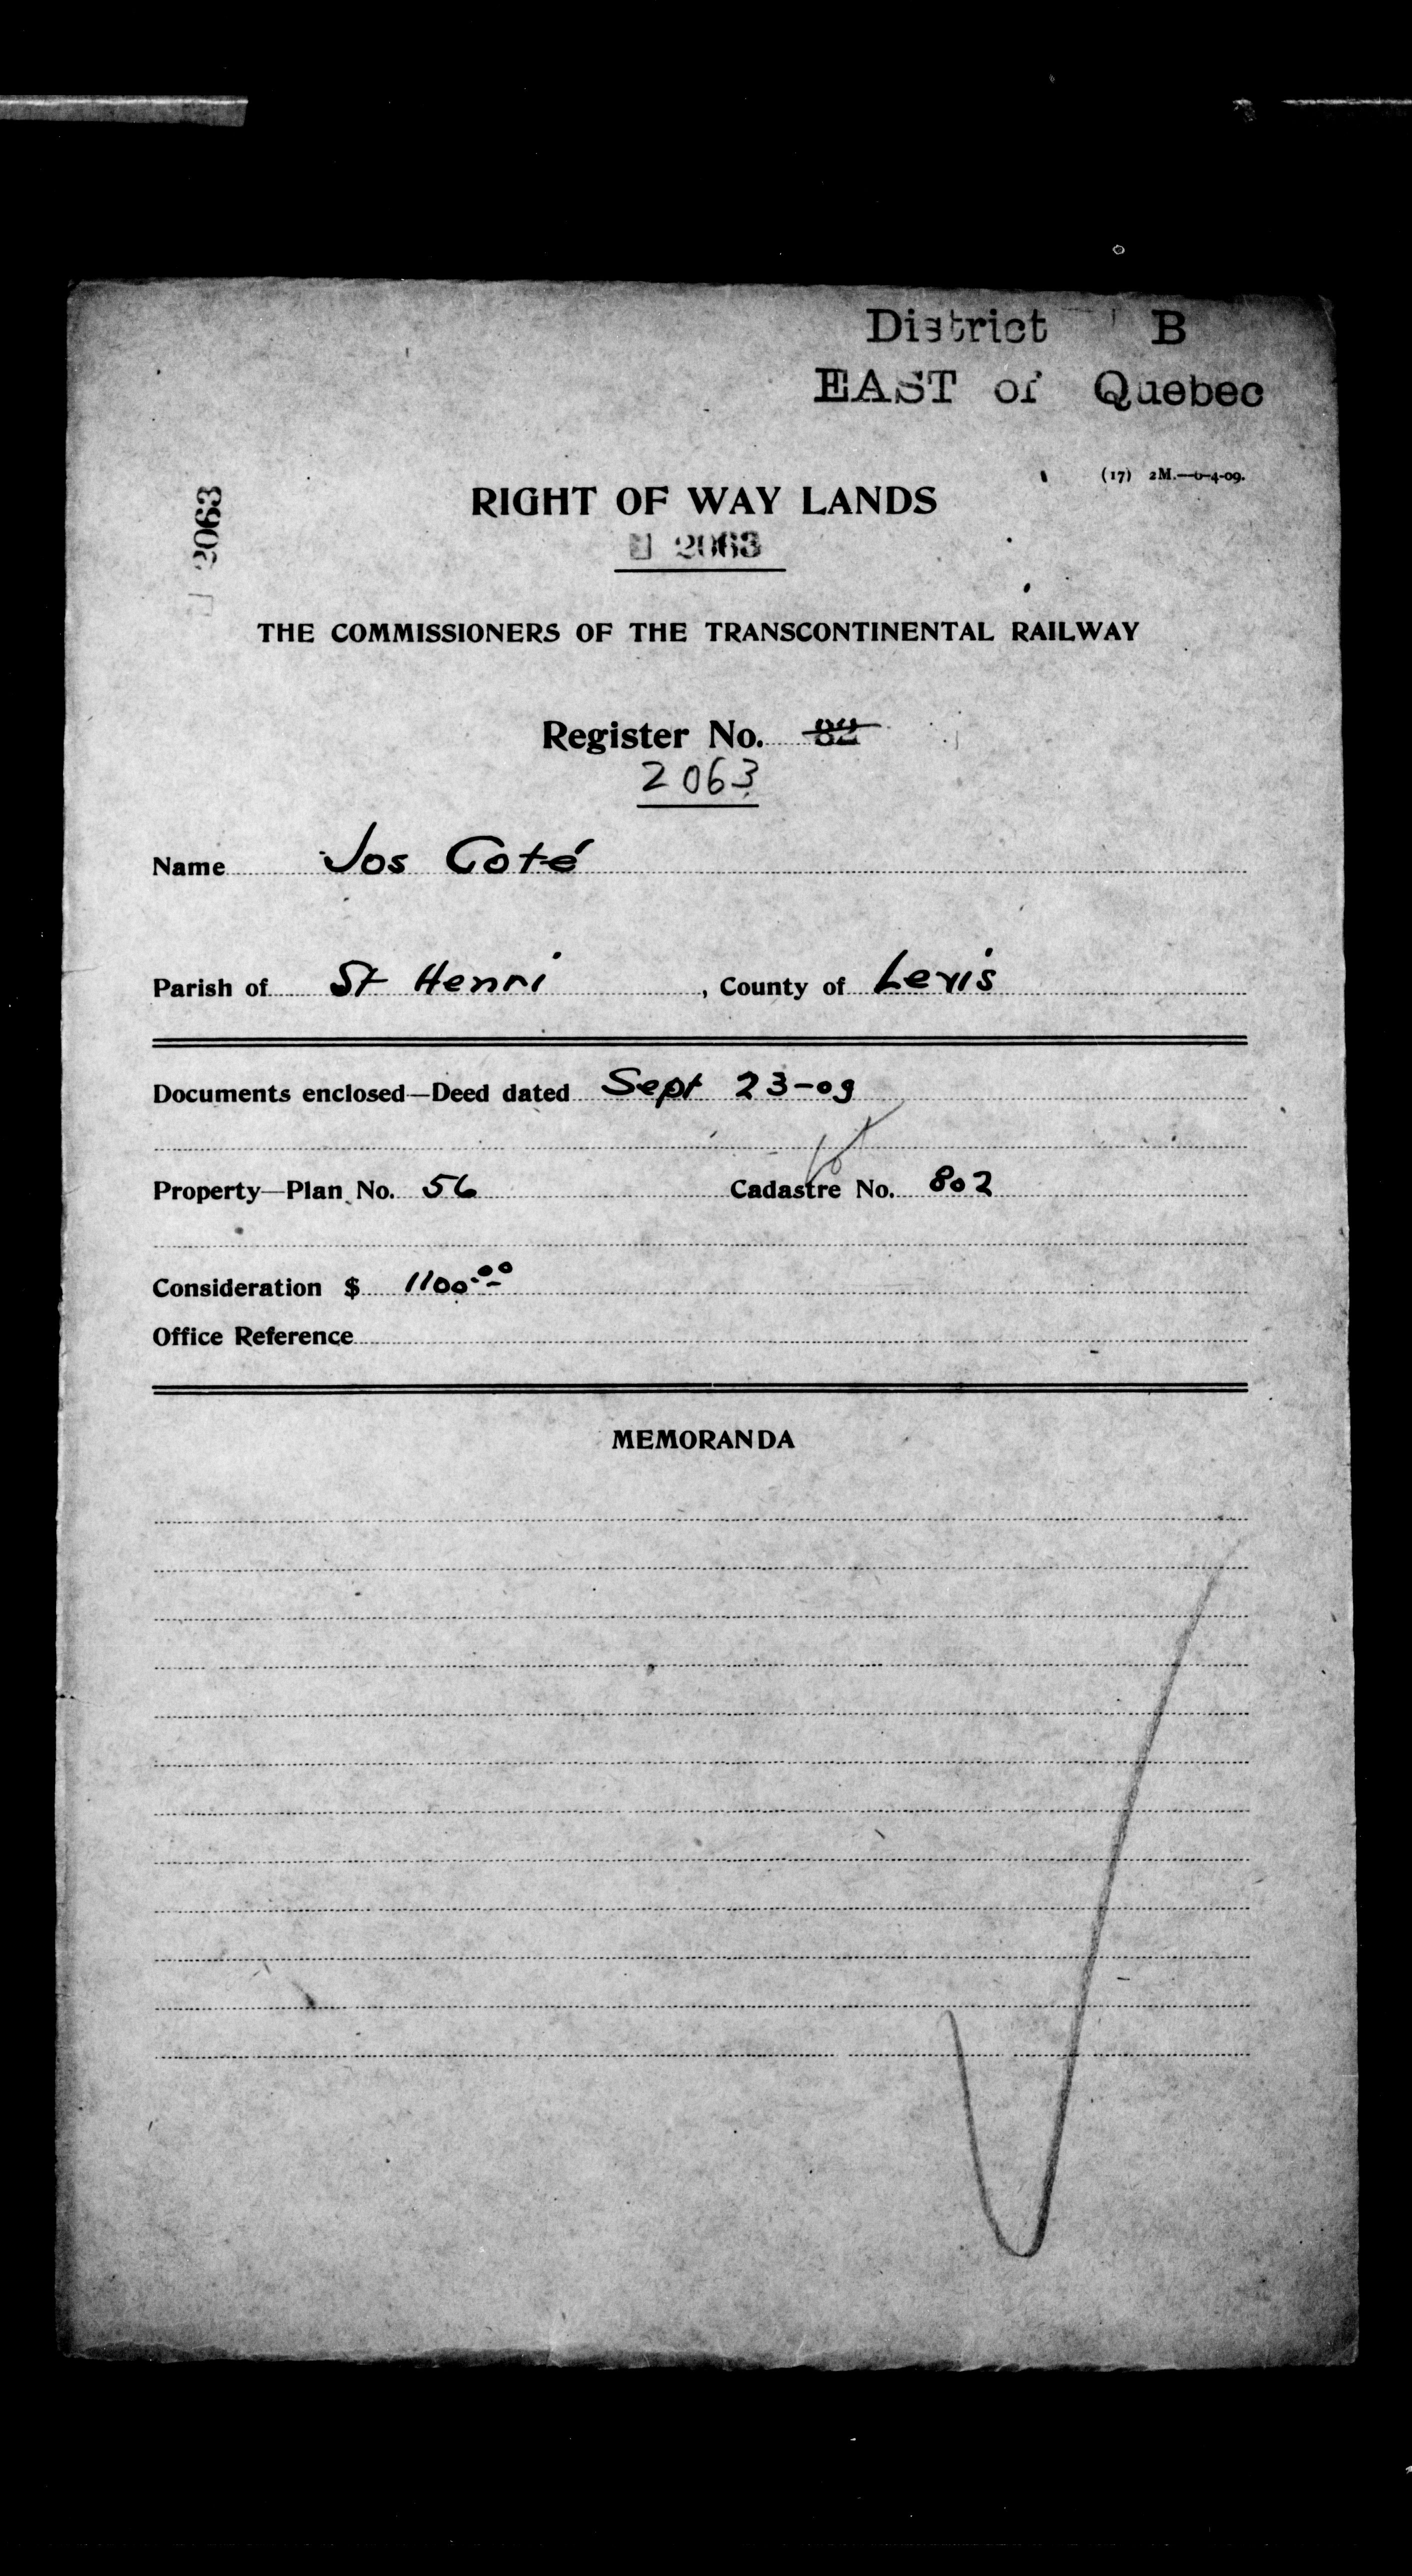 District B
EAST of Quebec
(17) 2M.—6-4-09.
RIGHT OF WAY LANDS
J 2063
J 2063
THE COMMISSIONERS OF THE TRANSCONTINENTAL RAILWAY
Register No. 82
2063
Name Jos Coté
Parish of St Henri , County of Levis
Documents enclosed—Deed dated Sept 23-09
Property—Plan No. 56 Cadastre No. 802
Consideration $ 1100.00
Office Reference
MEMORANDA